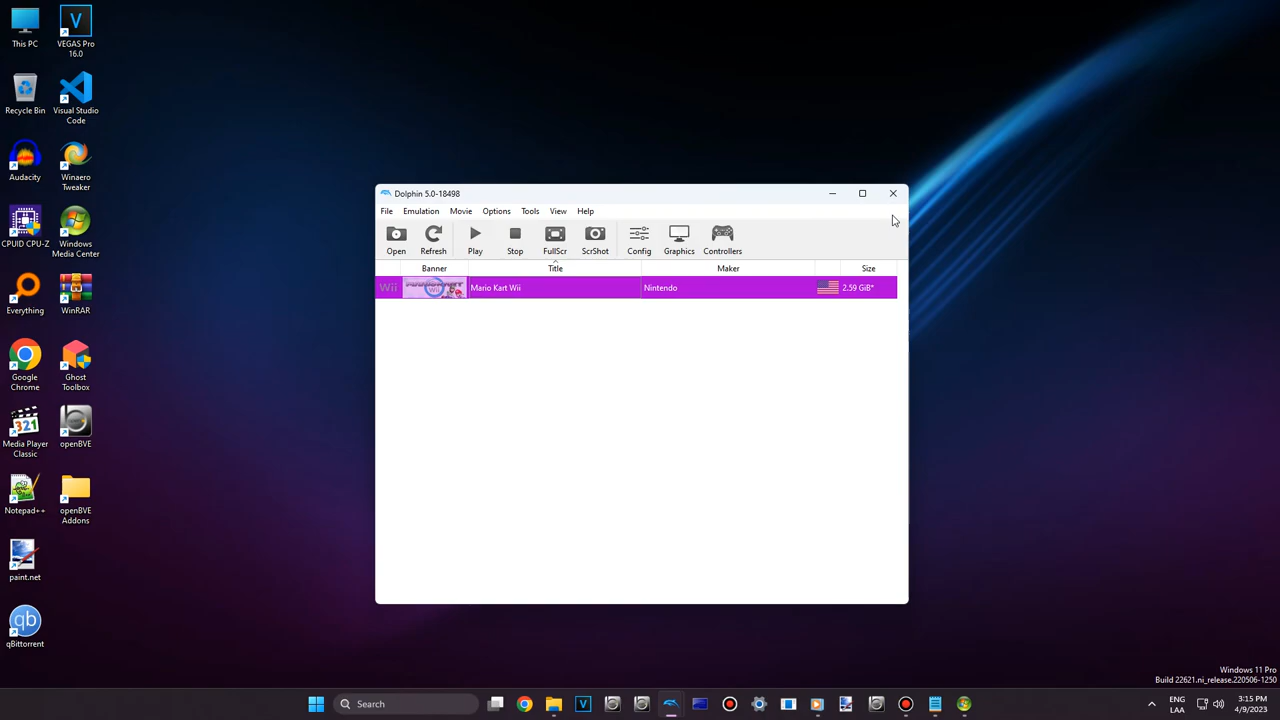 This PC
VEGAS Pro
16.0
Recycle Bin
Visual Studio
Code
Audacity
Winaero
Tweaker
CPUID CPU-Z
Windows
Media Center
Everything
WinRAR
Google
Chrome
Ghost
Toolbox
Media Player
Classic
openBVE
Notepad++
openBVE
Addons
paint.net
qBittorrent
Dolphin 5.0-18498
File Emulation Movie Options Tools View Help
Open Refresh Play Stop FullScr ScrShot Config Graphics Controllers
Banner Title Maker Size
Wii Mario Kart Wii Nintendo 2.59 GiB*
Windows 11 Pro
Build 22621.ni_release.220506-1250
Search
ENG
LAA
3:15 PM
4/9/2023